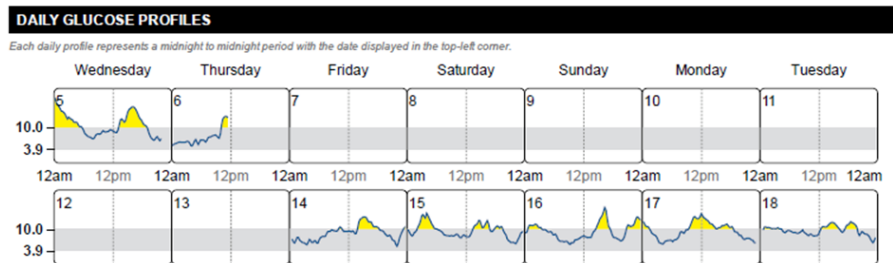 DAILY GLUCOSE PROFILES
Each daily profile represents a midnight to midnight period with the date displayed in the top-left corner.
Wednesday Thursday Friday Saturday Sunday Monday Tuesday
5 6 7 8 9 10 11
10.0
3.9
12am 12pm 12am 12pm 12am 12pm 12am 12pm 12am 12pm 12am 12pm 12am 12pm 12am
12 13 14 15 16 17 18
10.0
3.9